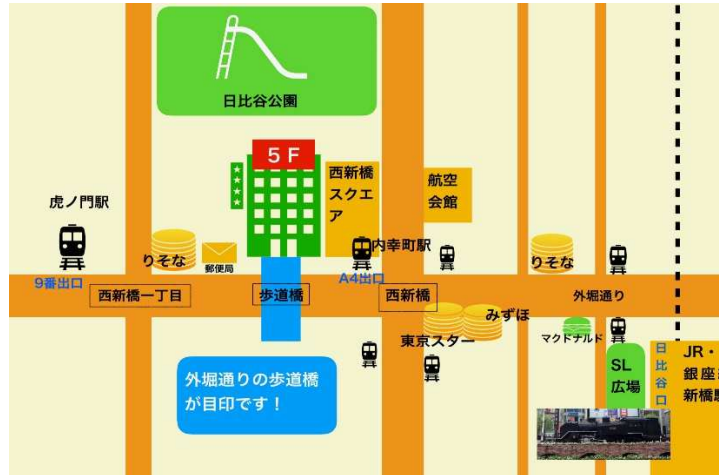 日比谷公園
5F
西新橋
スクエ
ア
航空
会館
虎ノ門駅
9番出口
りそな
郵便局
内幸町駅
A4出口
りそな
西新橋一丁目
歩道橋
西新橋
外堀通り
みずほ
東京スター
マクドナルド
外堀通りの歩道橋
が目印です！
SL
広場
日比谷口
JR・
銀座
新橋駅